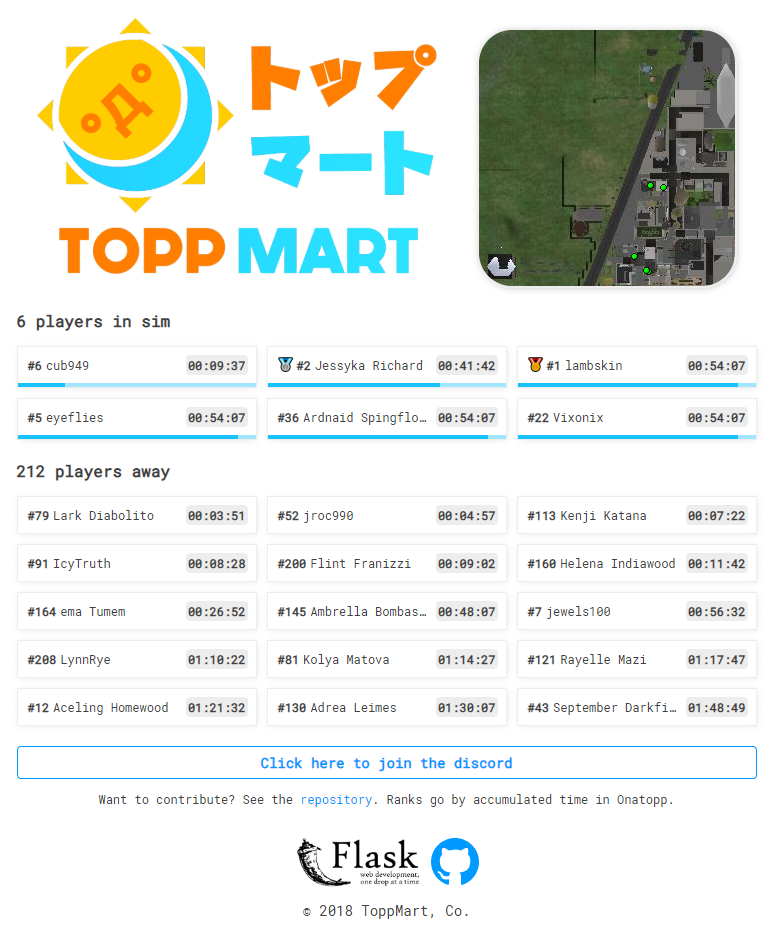 °Д°
トップ
マート
TOPP MART
6 players in sim
#6 cub949 00:09:37
#2 Jessyka Richard 00:41:42
#1 lambskin 00:54:07
#5 eyeflies 00:54:07
#36 Ardnaid Spingflo… 00:54:07
#22 Vixonix 00:54:07
212 players away
#79 Lark Diabolito 00:03:51
#52 jroc990 00:04:57
#113 Kenji Katana 00:07:22
#91 IcyTruth 00:08:28
#200 Flint Franizzi 00:09:02
#160 Helena Indiawood 00:11:42
#164 ema Tumem 00:26:52
#145 Ambrella Bombas… 00:48:07
#7 jewels100 00:56:32
#208 LynnRye 01:10:22
#81 Kolya Matova 01:14:27
#121 Rayelle Mazi 01:17:47
#12 Aceling Homewood 01:21:32
#130 Adrea Leimes 01:30:07
#43 September Darkfi… 01:48:49
Click here to join the discord
Want to contribute? See the repository. Ranks go by accumulated time in Onatopp.
Flask
web development,
one drop at a time
© 2018 ToppMart, Co.